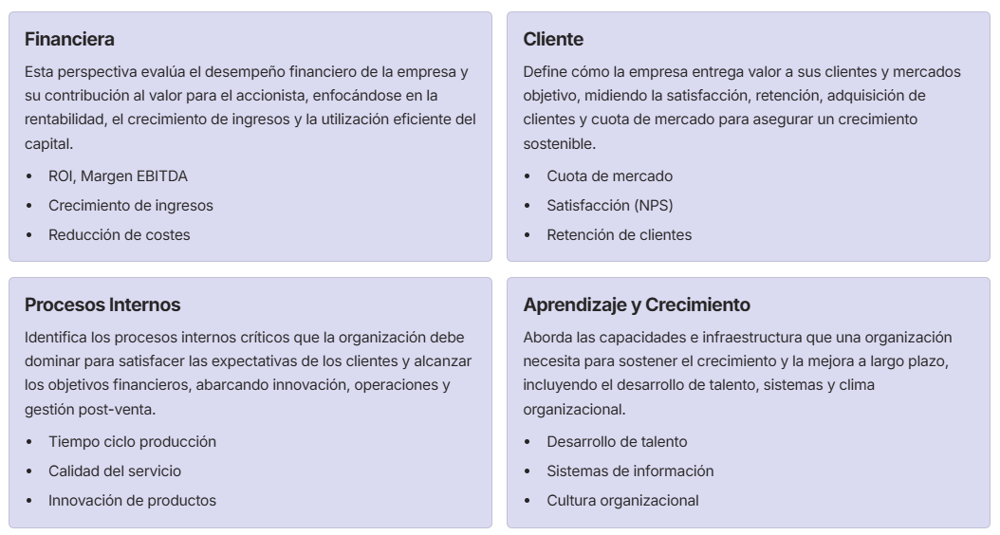 Financiera
Esta perspectiva evalúa el desempeño financiero de la empresa y
su contribución al valor para el accionista, enfocándose en la
rentabilidad, el crecimiento de ingresos y la utilización eficiente del
capital.
• ROI, Margen EBITDA
• Crecimiento de ingresos
• Reducción de costes
Cliente
Define cómo la empresa entrega valor a sus clientes y mercados
objetivo, midiendo la satisfacción, retención, adquisición de
clientes y cuota de mercado para asegurar un crecimiento
sostenible.
• Cuota de mercado
• Satisfacción (NPS)
• Retención de clientes
Procesos Internos
Identifica los procesos internos críticos que la organización debe
dominar para satisfacer las expectativas de los clientes y alcanzar
los objetivos financieros, abarcando innovación, operaciones y
gestión post-venta.
• Tiempo ciclo producción
• Calidad del servicio
• Innovación de productos
Aprendizaje y Crecimiento
Aborda las capacidades e infraestructura que una organización
necesita para sostener el crecimiento y la mejora a largo plazo,
incluyendo el desarrollo de talento, sistemas y clima
organizacional.
• Desarrollo de talento
• Sistemas de información
• Cultura organizacional